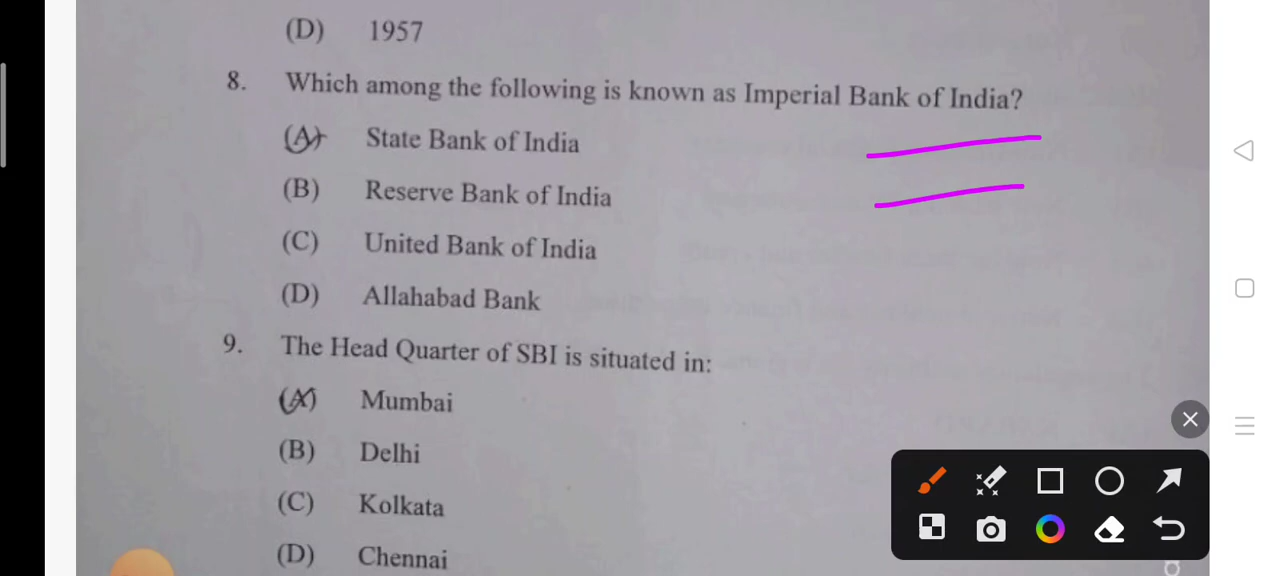 (D) 1957
8. Which among the following is known as Imperial Bank of India?
(A) State Bank of India
(B) Reserve Bank of India
(C) United Bank of India
(D) Allahabad Bank
9. The Head Quarter of SBI is situated in:
(A) Mumbai
(B) Delhi
(C) Kolkata
(D) Chennai